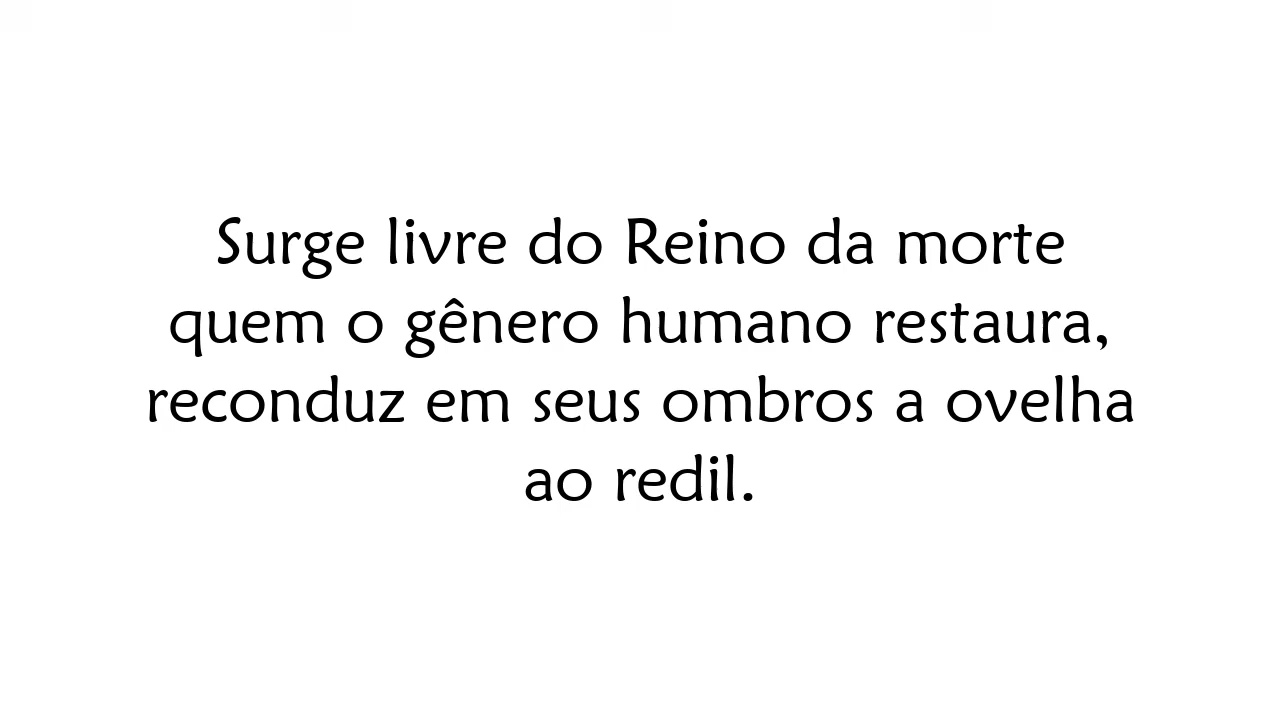 Surge livre do Reino da morte
quem o gênero humano restaura,
reconduz em seus ombros a ovelha
ao redil.